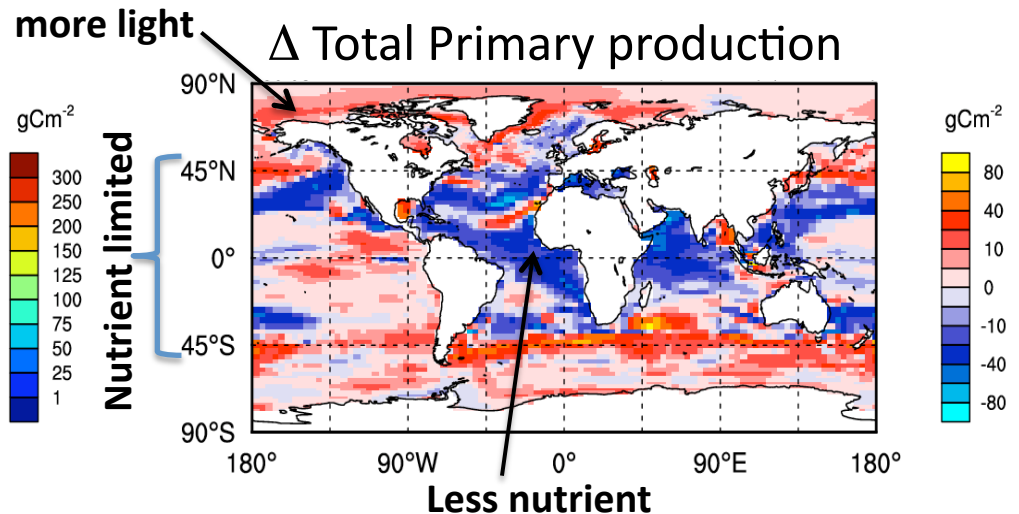 more light
Δ Total Primary production
gCm-2
300
250
200
150
125
100
75
50
25
1
Nutrient limited
90°N
45°N
0°
45°S
90°S
180°
90°W
0°
90°E
180°
Less nutrient
gCm-2
80
40
10
0
-10
-40
-80